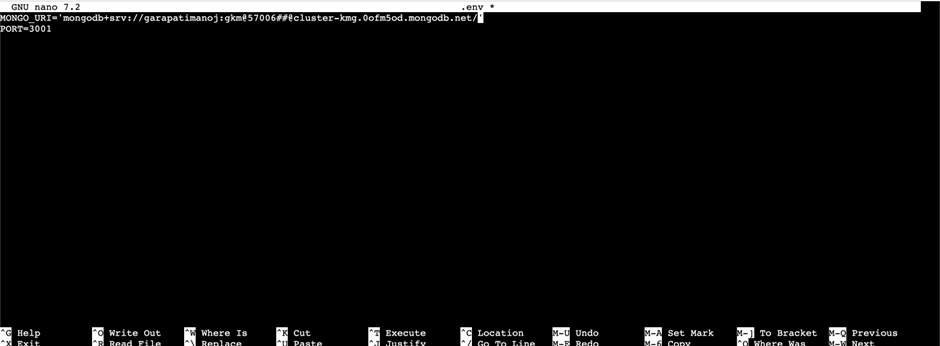 GNU nano 7.2 .env *
MONGO_URI='mongodb+srv://garapatimanoj:gkm@57006##@cluster-kmg.0ofm5od.mongodb.net/'
PORT=3001
^G Help ^O Write Out ^W Where Is ^K Cut ^T Execute ^C Location M-U Undo M-A Set Mark M-] To Bracket M-Q Previous
^X Exit ^R Read File ^\ Replace ^U Paste ^J Justify ^/ Go To Line M-E Redo M-6 Copy ^Q Where Was M-W Next